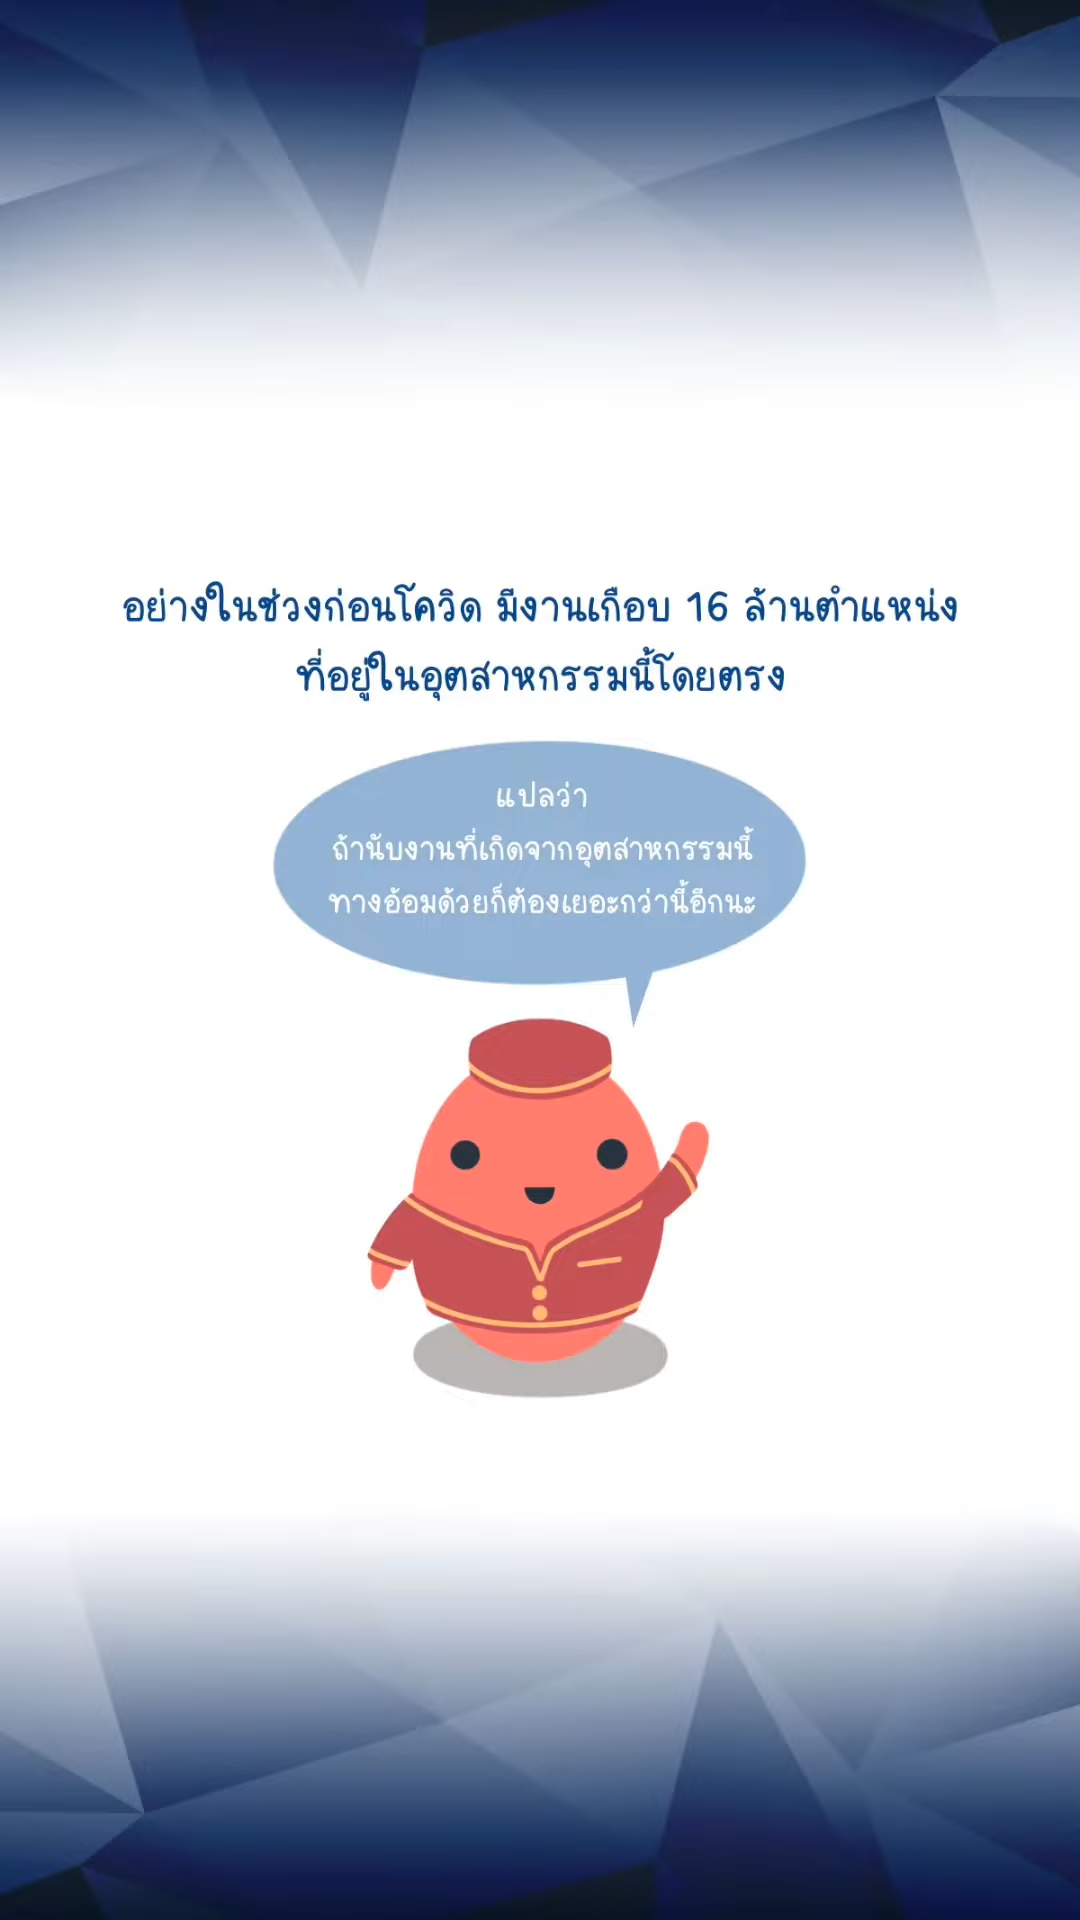 อย่างในช่วงก่อนโควิด มีงานเกือบ 16 ล้านตำแหน่ง
ที่อยู่ในอุตสาหกรรมนี้โดยตรง
แปลว่า
ถ้านับงานที่เกิดจากอุตสาหกรรมนี้
ทางอ้อมด้วยก็ต้องเยอะกว่านี้อีกนะ